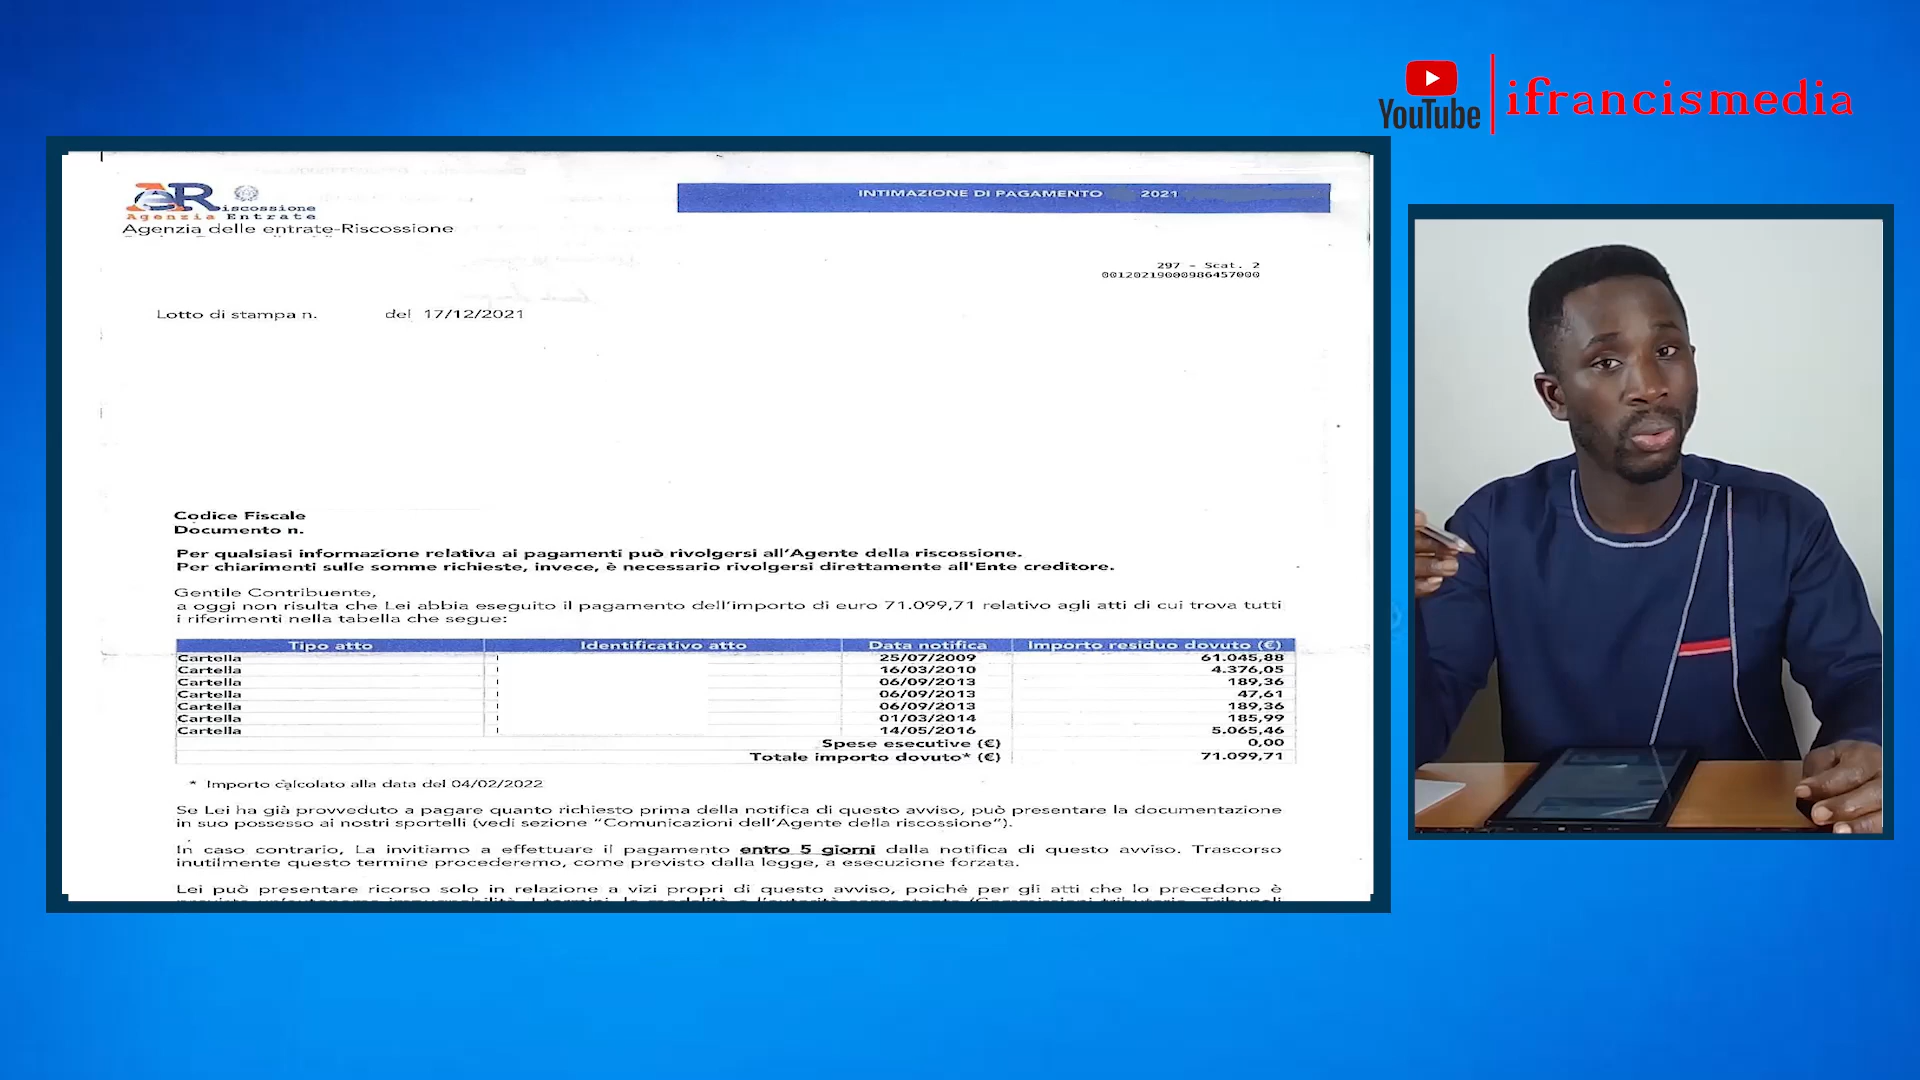 YouTube
ifrancismedia
INTIMAZIONE DI PAGAMENTO 2021
AeR
iscossione
Agenzia Entrate
Agenzia delle entrate-Riscossione
297 - Scat. 2
00120219000986457000
Lotto di stampa n. del 17/12/2021
Codice Fiscale
Documento n.
Per qualsiasi informazione relativa ai pagamenti può rivolgersi all'Agente della riscossione.
Per chiarimenti sulle somme richieste, invece, è necessario rivolgersi direttamente all'Ente creditore.
Gentile Contribuente,
a oggi non risulta che Lei abbia eseguito il pagamento dell'importo di euro 71.099,71 relativo agli atti di cui trova tutti
i riferimenti nella tabella che segue:
Tipo atto Identificativo atto Data notifica Importo residuo dovuto (€)
Cartella 25/07/2009 61.045,88
Cartella 16/03/2010 4.376,05
Cartella 06/09/2013 189,36
Cartella 06/09/2013 47,61
Cartella 06/09/2013 189,36
Cartella 01/03/2014 185,99
Cartella 14/05/2016 5.065,46
Spese esecutive (€) 0,00
Totale importo dovuto* (€) 71.099,71
* Importo calcolato alla data del 04/02/2022
Se Lei ha già provveduto a pagare quanto richiesto prima della notifica di questo avviso, può presentare la documentazione
in suo possesso ai nostri sportelli (vedi sezione "Comunicazioni dell'Agente della riscossione").
In caso contrario, La invitiamo a effettuare il pagamento entro 5 giorni dalla notifica di questo avviso. Trascorso
inutilmente questo termine procederemo, come previsto dalla legge, a esecuzione forzata.
Lei può presentare ricorso solo in relazione a vizi propri di questo avviso, poiché per gli atti che lo precedono è